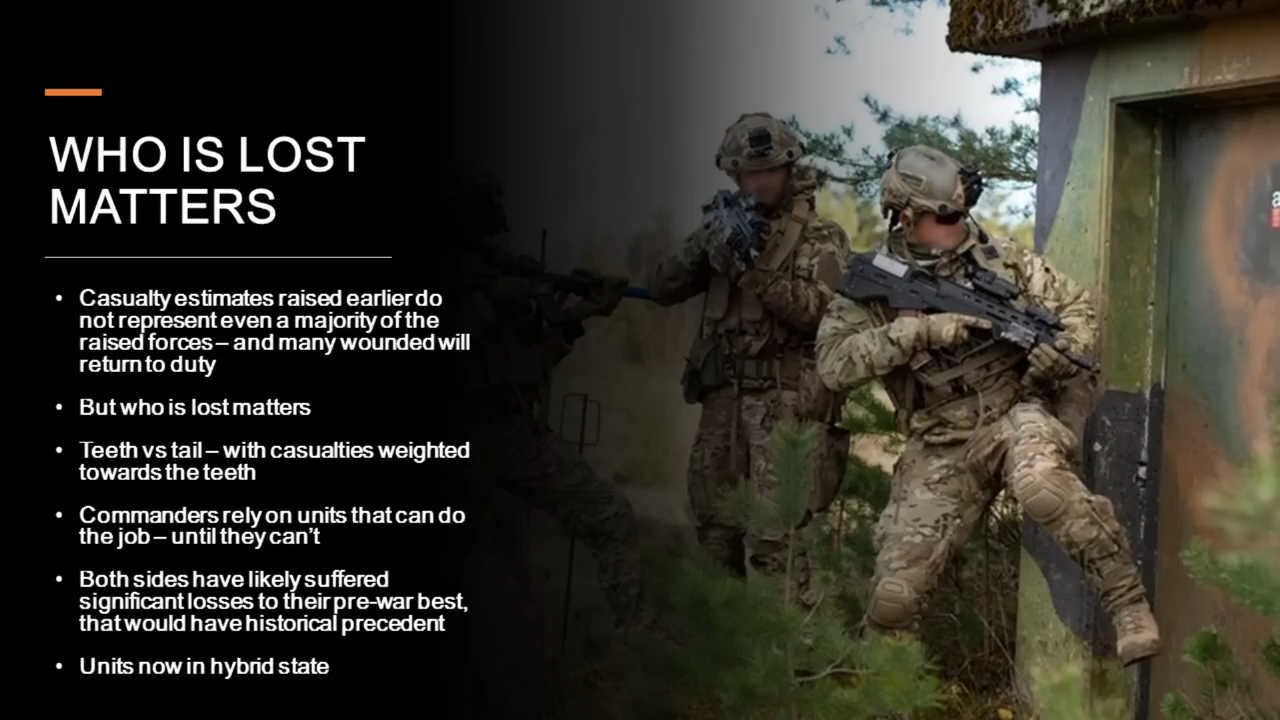 WHO IS LOST
MATTERS
• Casualty estimates raised earlier do
not represent even a majority of the
raised forces – and many wounded will
return to duty
• But who is lost matters
• Teeth vs tail – with casualties weighted
towards the teeth
• Commanders rely on units that can do
the job – until they can't
• Both sides have likely suffered
significant losses to their pre-war best,
that would have historical precedent
• Units now in hybrid state